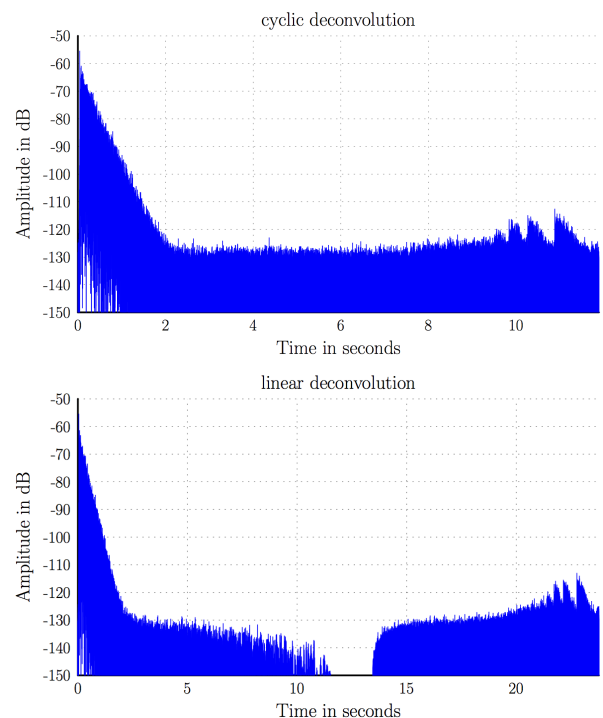 cyclic deconvolution
-50
-60
-70
-80
-90
-100
-110
-120
-130
-140
-150
Amplitude in dB
0 2 4 6 8 10
Time in seconds
linear deconvolution
-50
-60
-70
-80
-90
-100
-110
-120
-130
-140
-150
Amplitude in dB
0 5 10 15 20
Time in seconds